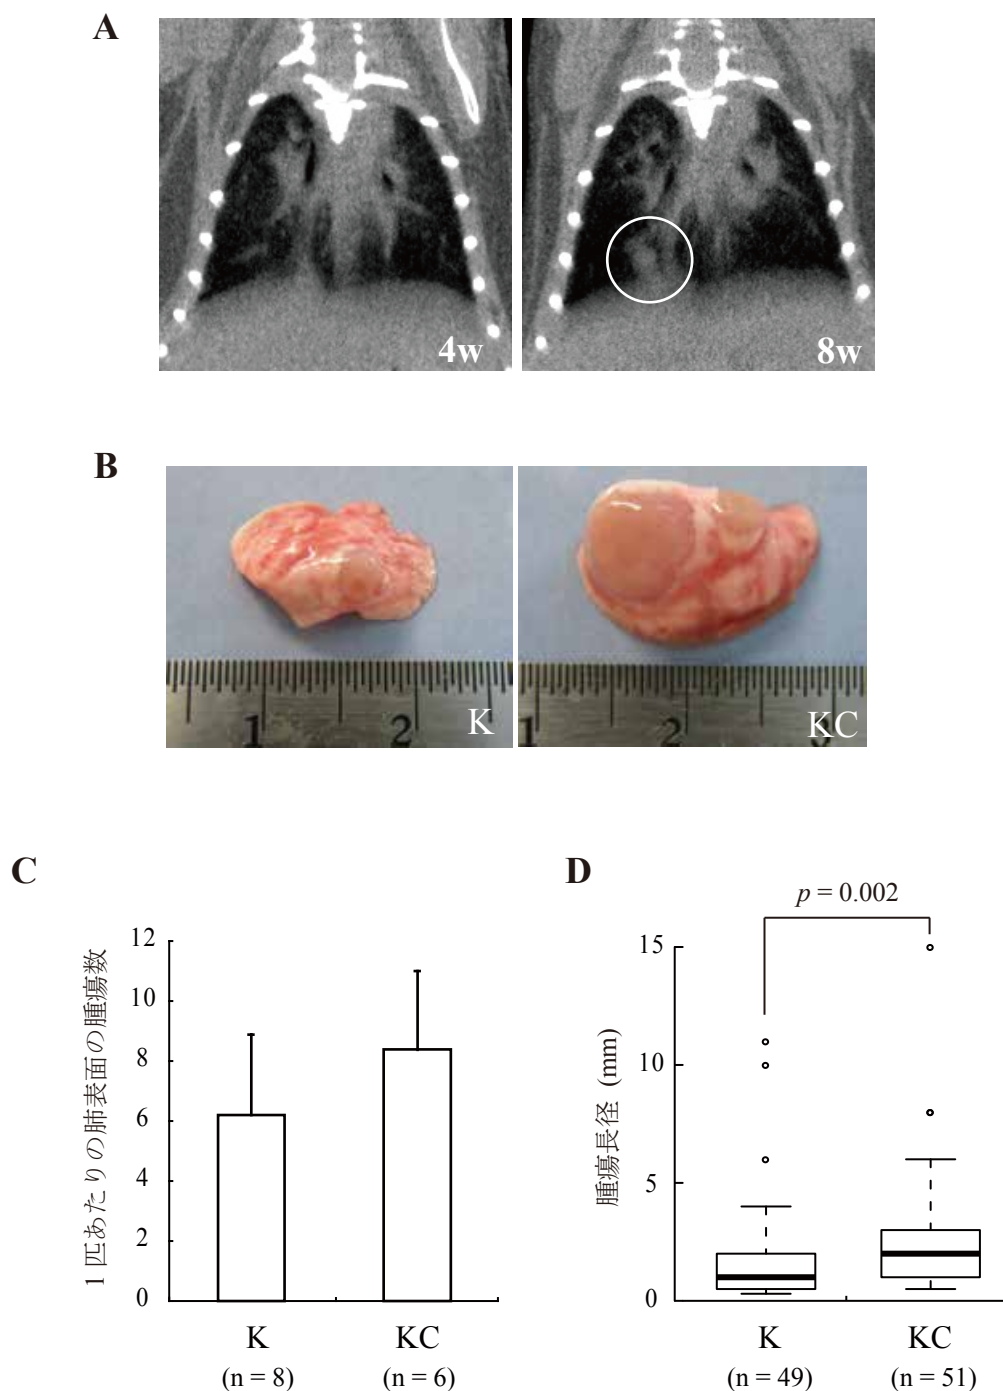 A
4w
8w
B
1 2
K
1 2 3
KC
C
1 匹あたりの肺表面の腫瘍数
12
10
8
6
4
2
0
K
KC
(n = 8)
(n = 6)
D
p = 0.002
腫瘍長径 (mm)
15
10
5
0
K
KC
(n = 49)
(n = 51)